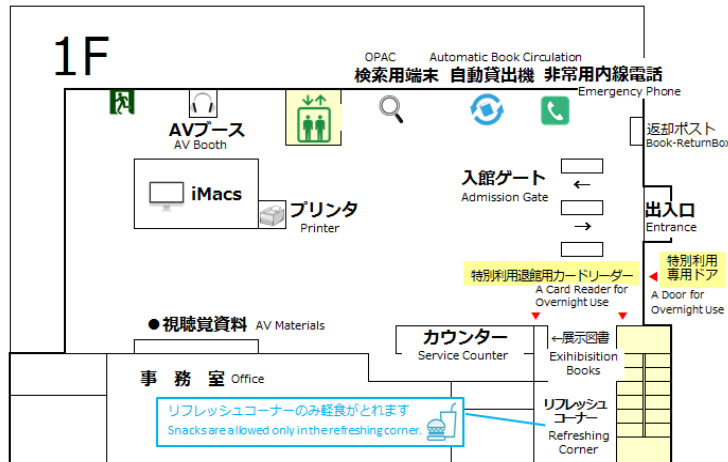 1F
OPAC
検索用端末
Automatic Book Circulation
自動貸出機
非常用内線電話
Emergency Phone
AVブース
AV Booth
返却ポスト
Book-ReturnBox
iMacs
プリンタ
Printer
入館ゲート
Admission Gate
←
→
出入口
Entrance
特別利用退館用カードリーダー
A Card Reader for
Overnight Use
特別利用
専用ドア
A Door for
Overnight Use
●視聴覚資料 AV Materials
カウンター
Service Counter
←展示図書
Exihibisition
Books
事 務 室 Office
リフレッシュコーナーのみ軽食がとれます
Snacks are allowed only in the refreshing corner.
リフレッシュ
コーナー
Refreshing
Corner